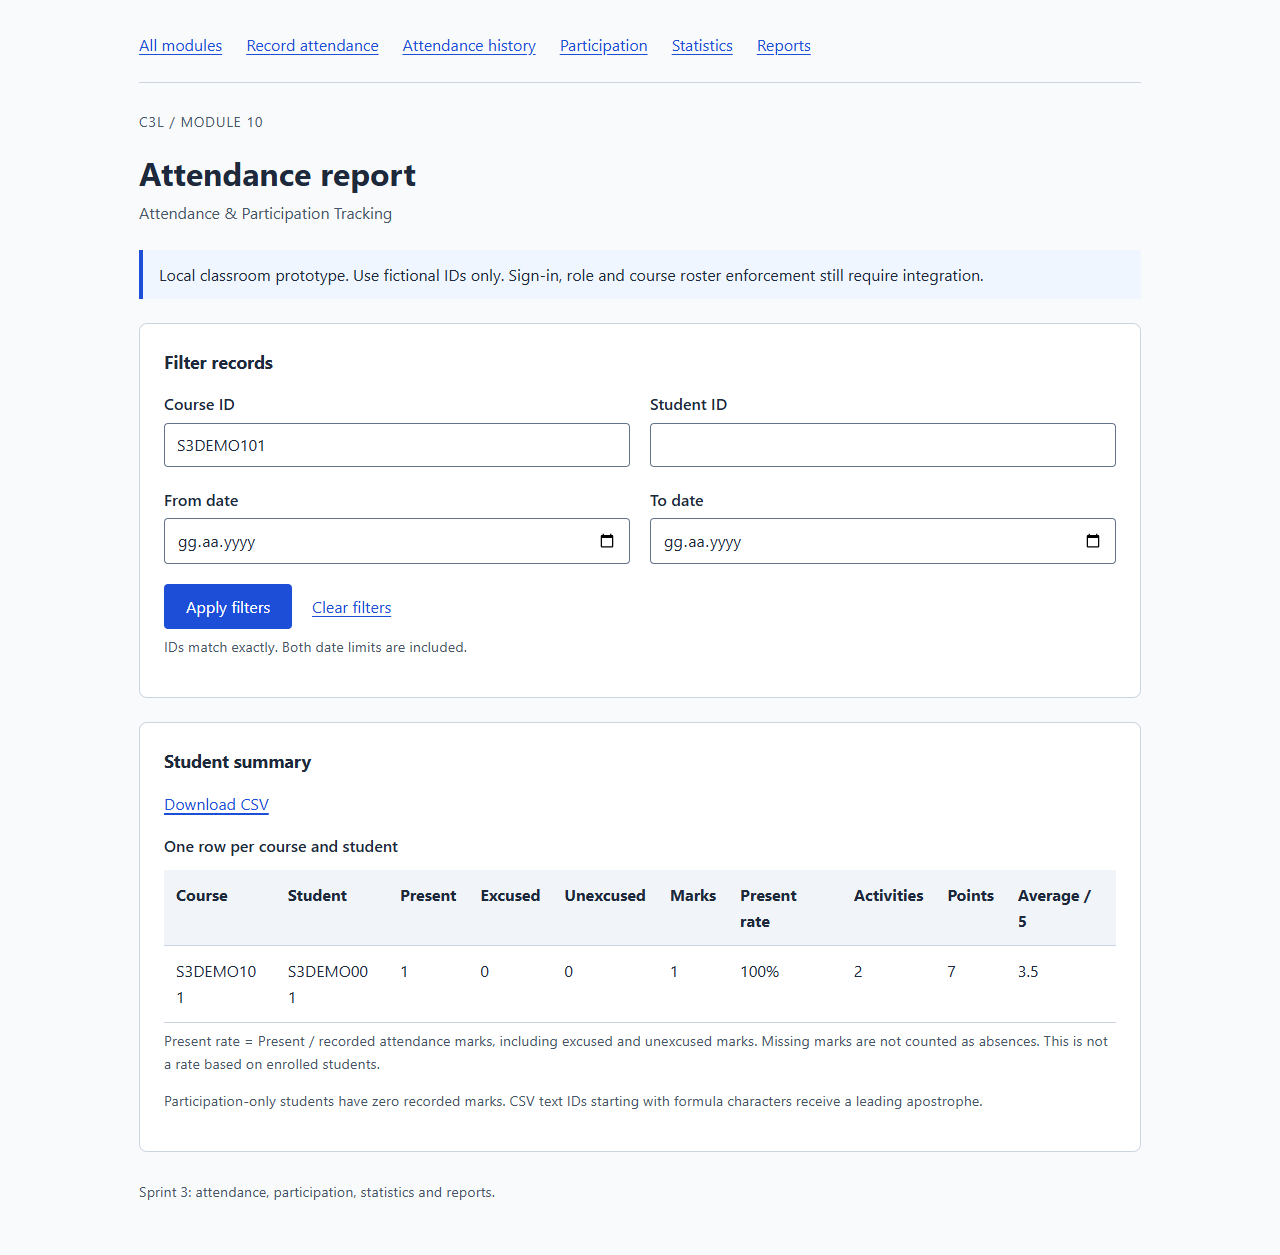 All modules Record attendance Attendance history Participation Statistics Reports
C3L / MODULE 10
Attendance report
Attendance & Participation Tracking
Local classroom prototype. Use fictional IDs only. Sign-in, role and course roster enforcement still require integration.
Filter records
Course ID Student ID
S3DEMO101
From date To date
gg.aa.yyyy gg.aa.yyyy
Apply filters Clear filters
IDs match exactly. Both date limits are included.
Student summary
Download CSV
One row per course and student
Course Student Present Excused Unexcused Marks Present Activities Points Average /
rate 5
S3DEMO10 S3DEMO00 1 0 0 1 100% 2 7 3.5
1 1
Present rate = Present / recorded attendance marks, including excused and unexcused marks. Missing marks are not counted as absences. This is not
a rate based on enrolled students.
Participation-only students have zero recorded marks. CSV text IDs starting with formula characters receive a leading apostrophe.
Sprint 3: attendance, participation, statistics and reports.